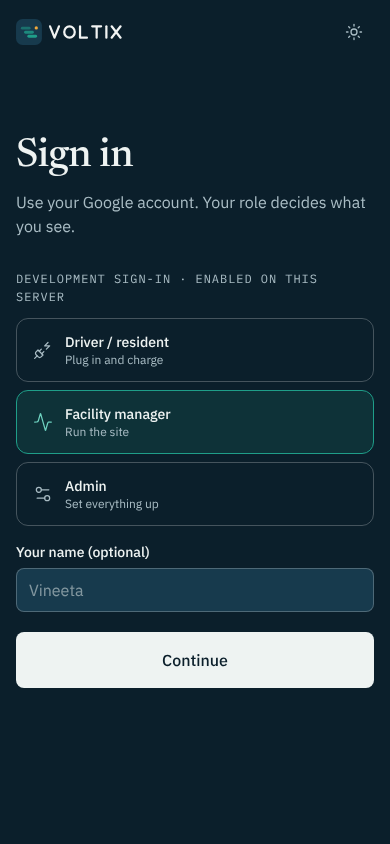 VOLTIX
Sign in
Use your Google account. Your role decides what
you see.
DEVELOPMENT SIGN-IN · ENABLED ON THIS
SERVER
Driver / resident
Plug in and charge
Facility manager
Run the site
Admin
Set everything up
Your name (optional)
Vineeta
Continue